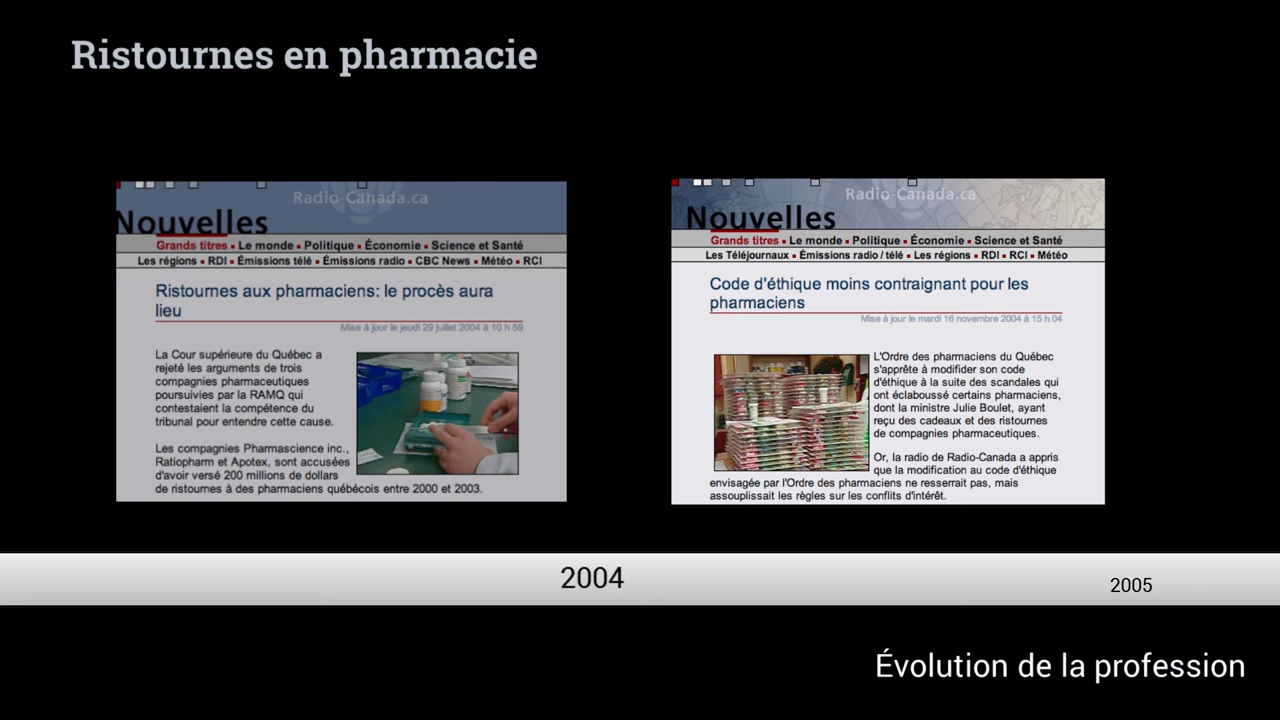 Ristournes en pharmacie
Radio-Canada.ca
Nouvelles
Grands titres ▪ Le monde ▪ Politique ▪ Économie ▪ Science et Santé
Les régions ▪ RDI ▪ Émissions télé ▪ Émissions radio ▪ CBC News ▪ Météo ▪ RCI
Ristournes aux pharmaciens: le procès aura
lieu
Mise à jour le jeudi 29 juillet 2004 à 10 h 59
La Cour supérieure du Québec a
rejeté les arguments de trois
compagnies pharmaceutiques
poursuivies par la RAMQ qui
contestaient la compétence du
tribunal pour entendre cette cause.
Les compagnies Pharmascience inc.,
Ratiopharm et Apotex, sont accusées
d'avoir versé 200 millions de dollars
de ristournes à des pharmaciens québécois entre 2000 et 2003.
Radio-Canada.ca
Nouvelles
Grands titres ▪ Le monde ▪ Politique ▪ Économie ▪ Science et Santé
Les Téléjournaux ▪ Émissions radio / télé ▪ Les régions ▪ RDI ▪ RCI ▪ Météo
Code d'éthique moins contraignant pour les
pharmaciens
Mise à jour le mardi 16 novembre 2004 à 15 h 04
L'Ordre des pharmaciens du Québec
s'apprête à modifider son code
d'éthique à la suite des scandales qui
ont éclaboussé certains pharmaciens,
dont la ministre Julie Boulet, ayant
reçu des cadeaux et des ristournes
de compagnies pharmaceutiques.
Or, la radio de Radio-Canada a appris
que la modification au code d'éthique
envisagée par l'Ordre des pharmaciens ne resserrait pas, mais
assouplissait les règles sur les conflits d'intérêt.
2004
2005
Évolution de la profession